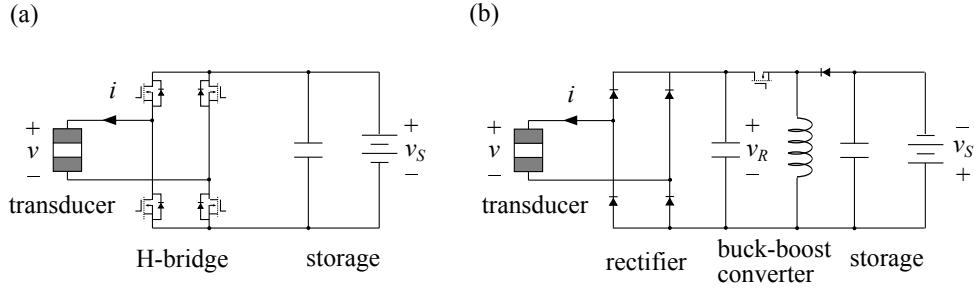 (a)
i
+
v
−
transducer
H-bridge
storage
+
v_S
−
(b)
i
+
v
−
transducer
rectifier
+
v_R
−
buck-boost
converter
storage
−
v_S
+